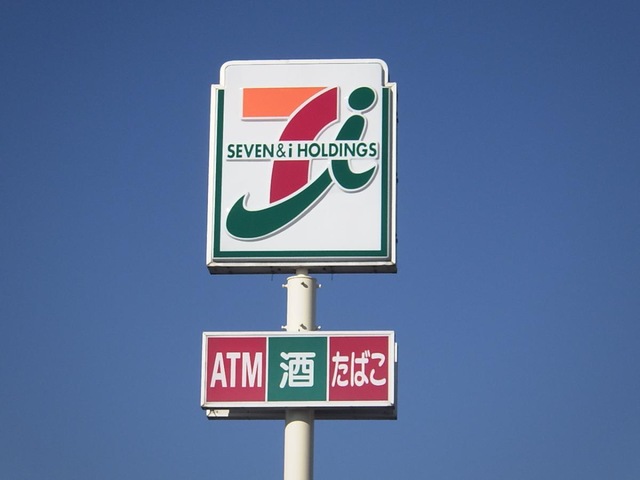 SEVEN & i HOLDINGS
ATM 酒 たばこ